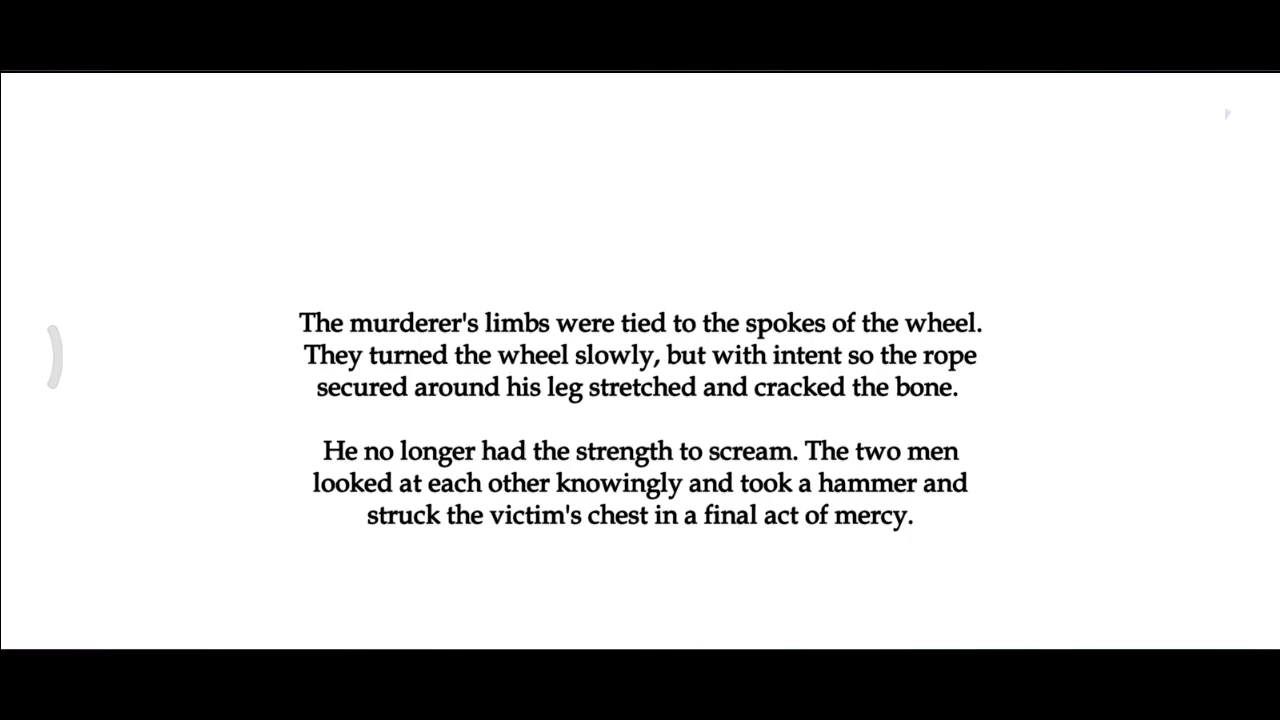 The murderer's limbs were tied to the spokes of the wheel.
They turned the wheel slowly, but with intent so the rope
secured around his leg stretched and cracked the bone.
He no longer had the strength to scream. The two men
looked at each other knowingly and took a hammer and
struck the victim's chest in a final act of mercy.